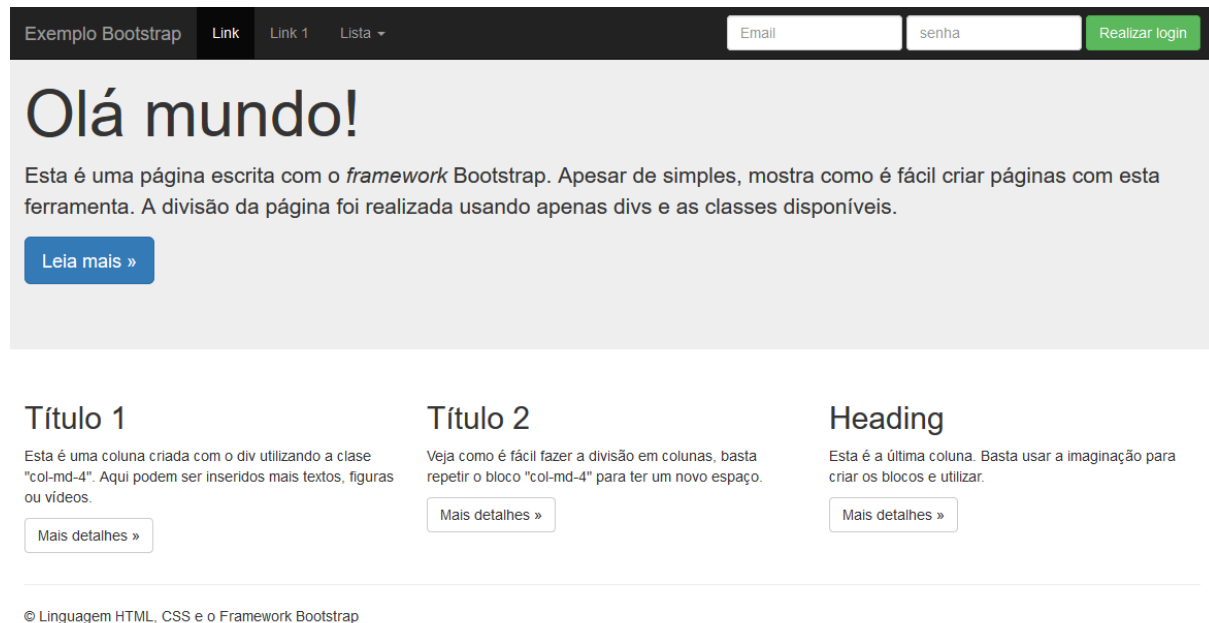 Exemplo Bootstrap Link Link 1 Lista Email senha Realizar login
Olá mundo!
Esta é uma página escrita com o framework Bootstrap. Apesar de simples, mostra como é fácil criar páginas com esta
ferramenta. A divisão da página foi realizada usando apenas divs e as classes disponíveis.
Leia mais »
Título 1
Esta é uma coluna criada com o div utilizando a clase
"col-md-4". Aqui podem ser inseridos mais textos, figuras
ou vídeos.
Mais detalhes »
Título 2
Veja como é fácil fazer a divisão em colunas, basta
repetir o bloco "col-md-4" para ter um novo espaço.
Mais detalhes »
Heading
Esta é a última coluna. Basta usar a imaginação para
criar os blocos e utilizar.
Mais detalhes »
© Linguagem HTML, CSS e o Framework Bootstrap